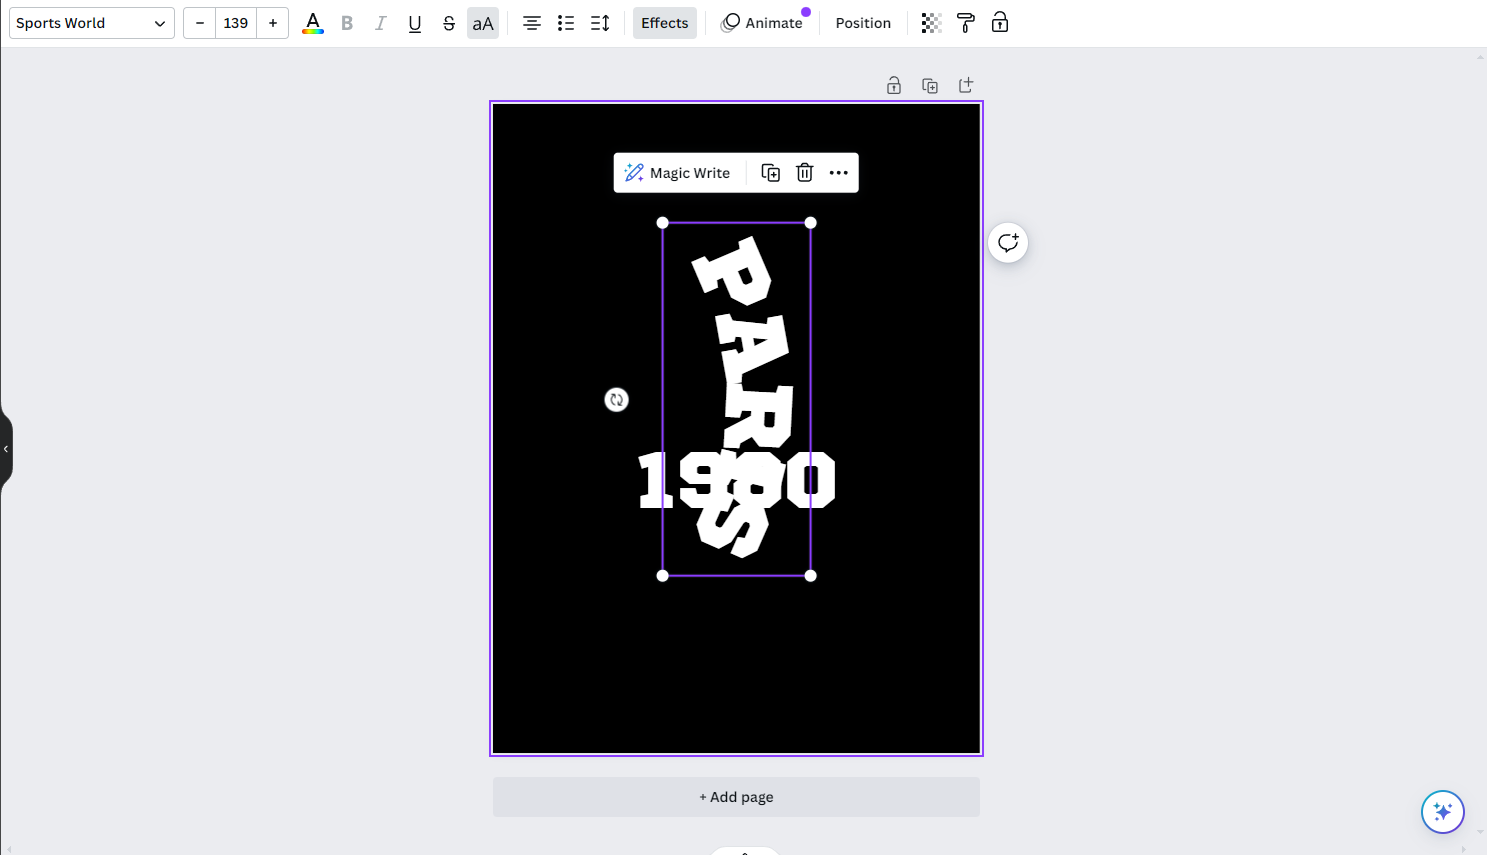 Sports World
− 139 +
A B I U S aA
Effects
Animate
Position
Magic Write
PARIS
1980
+ Add page